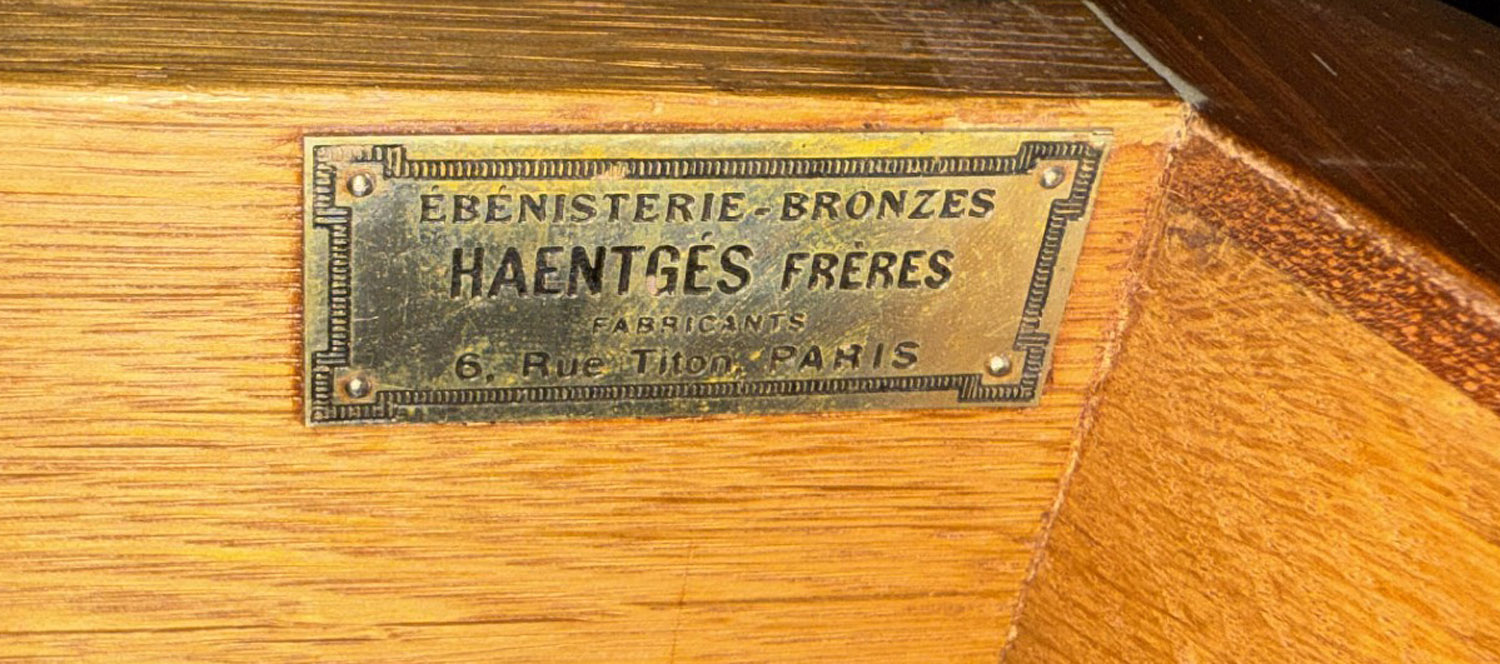 ÉBÉNISTERIE-BRONZES
HAENTGÉS FRÈRES
FABRICANTS
6, Rue Titon, PARIS